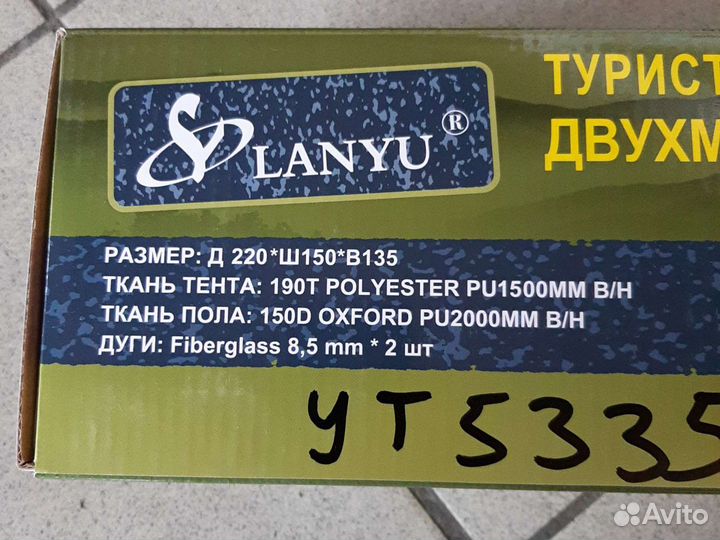 LANYU ®
ТУРИСТ
ДВУХМ
РАЗМЕР: Д 220*Ш150*В135
ТКАНЬ ТЕНТА: 190T POLYESTER PU1500MM В/Н
ТКАНЬ ПОЛА: 150D OXFORD PU2000MM В/Н
ДУГИ: Fiberglass 8,5 mm * 2 шт
YT5335
Avito